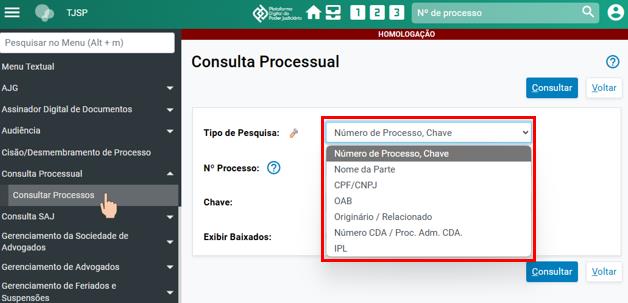 TJSP
Plataforma
Digital do
Poder Judiciário
1 2 3
Nº de processo
Pesquisar no Menu (Alt + m)
HOMOLOGAÇÃO
Menu Textual
AJG
Assinador Digital de Documentos
Audiência
Cisão/Desmembramento de Processo
Consulta Processual
Consultar Processos
Consulta SAJ
Gerenciamento da Sociedade de
Advogados
Gerenciamento de Advogados
Gerenciamento de Feriados e
Suspensões
Consulta Processual
?
Consultar
Voltar
Tipo de Pesquisa:
Número de Processo, Chave
Número de Processo, Chave
Nome da Parte
CPF/CNPJ
OAB
Originário / Relacionado
Número CDA / Proc. Adm. CDA.
IPL
Nº Processo: ?
Chave:
Exibir Baixados:
Consultar
Voltar